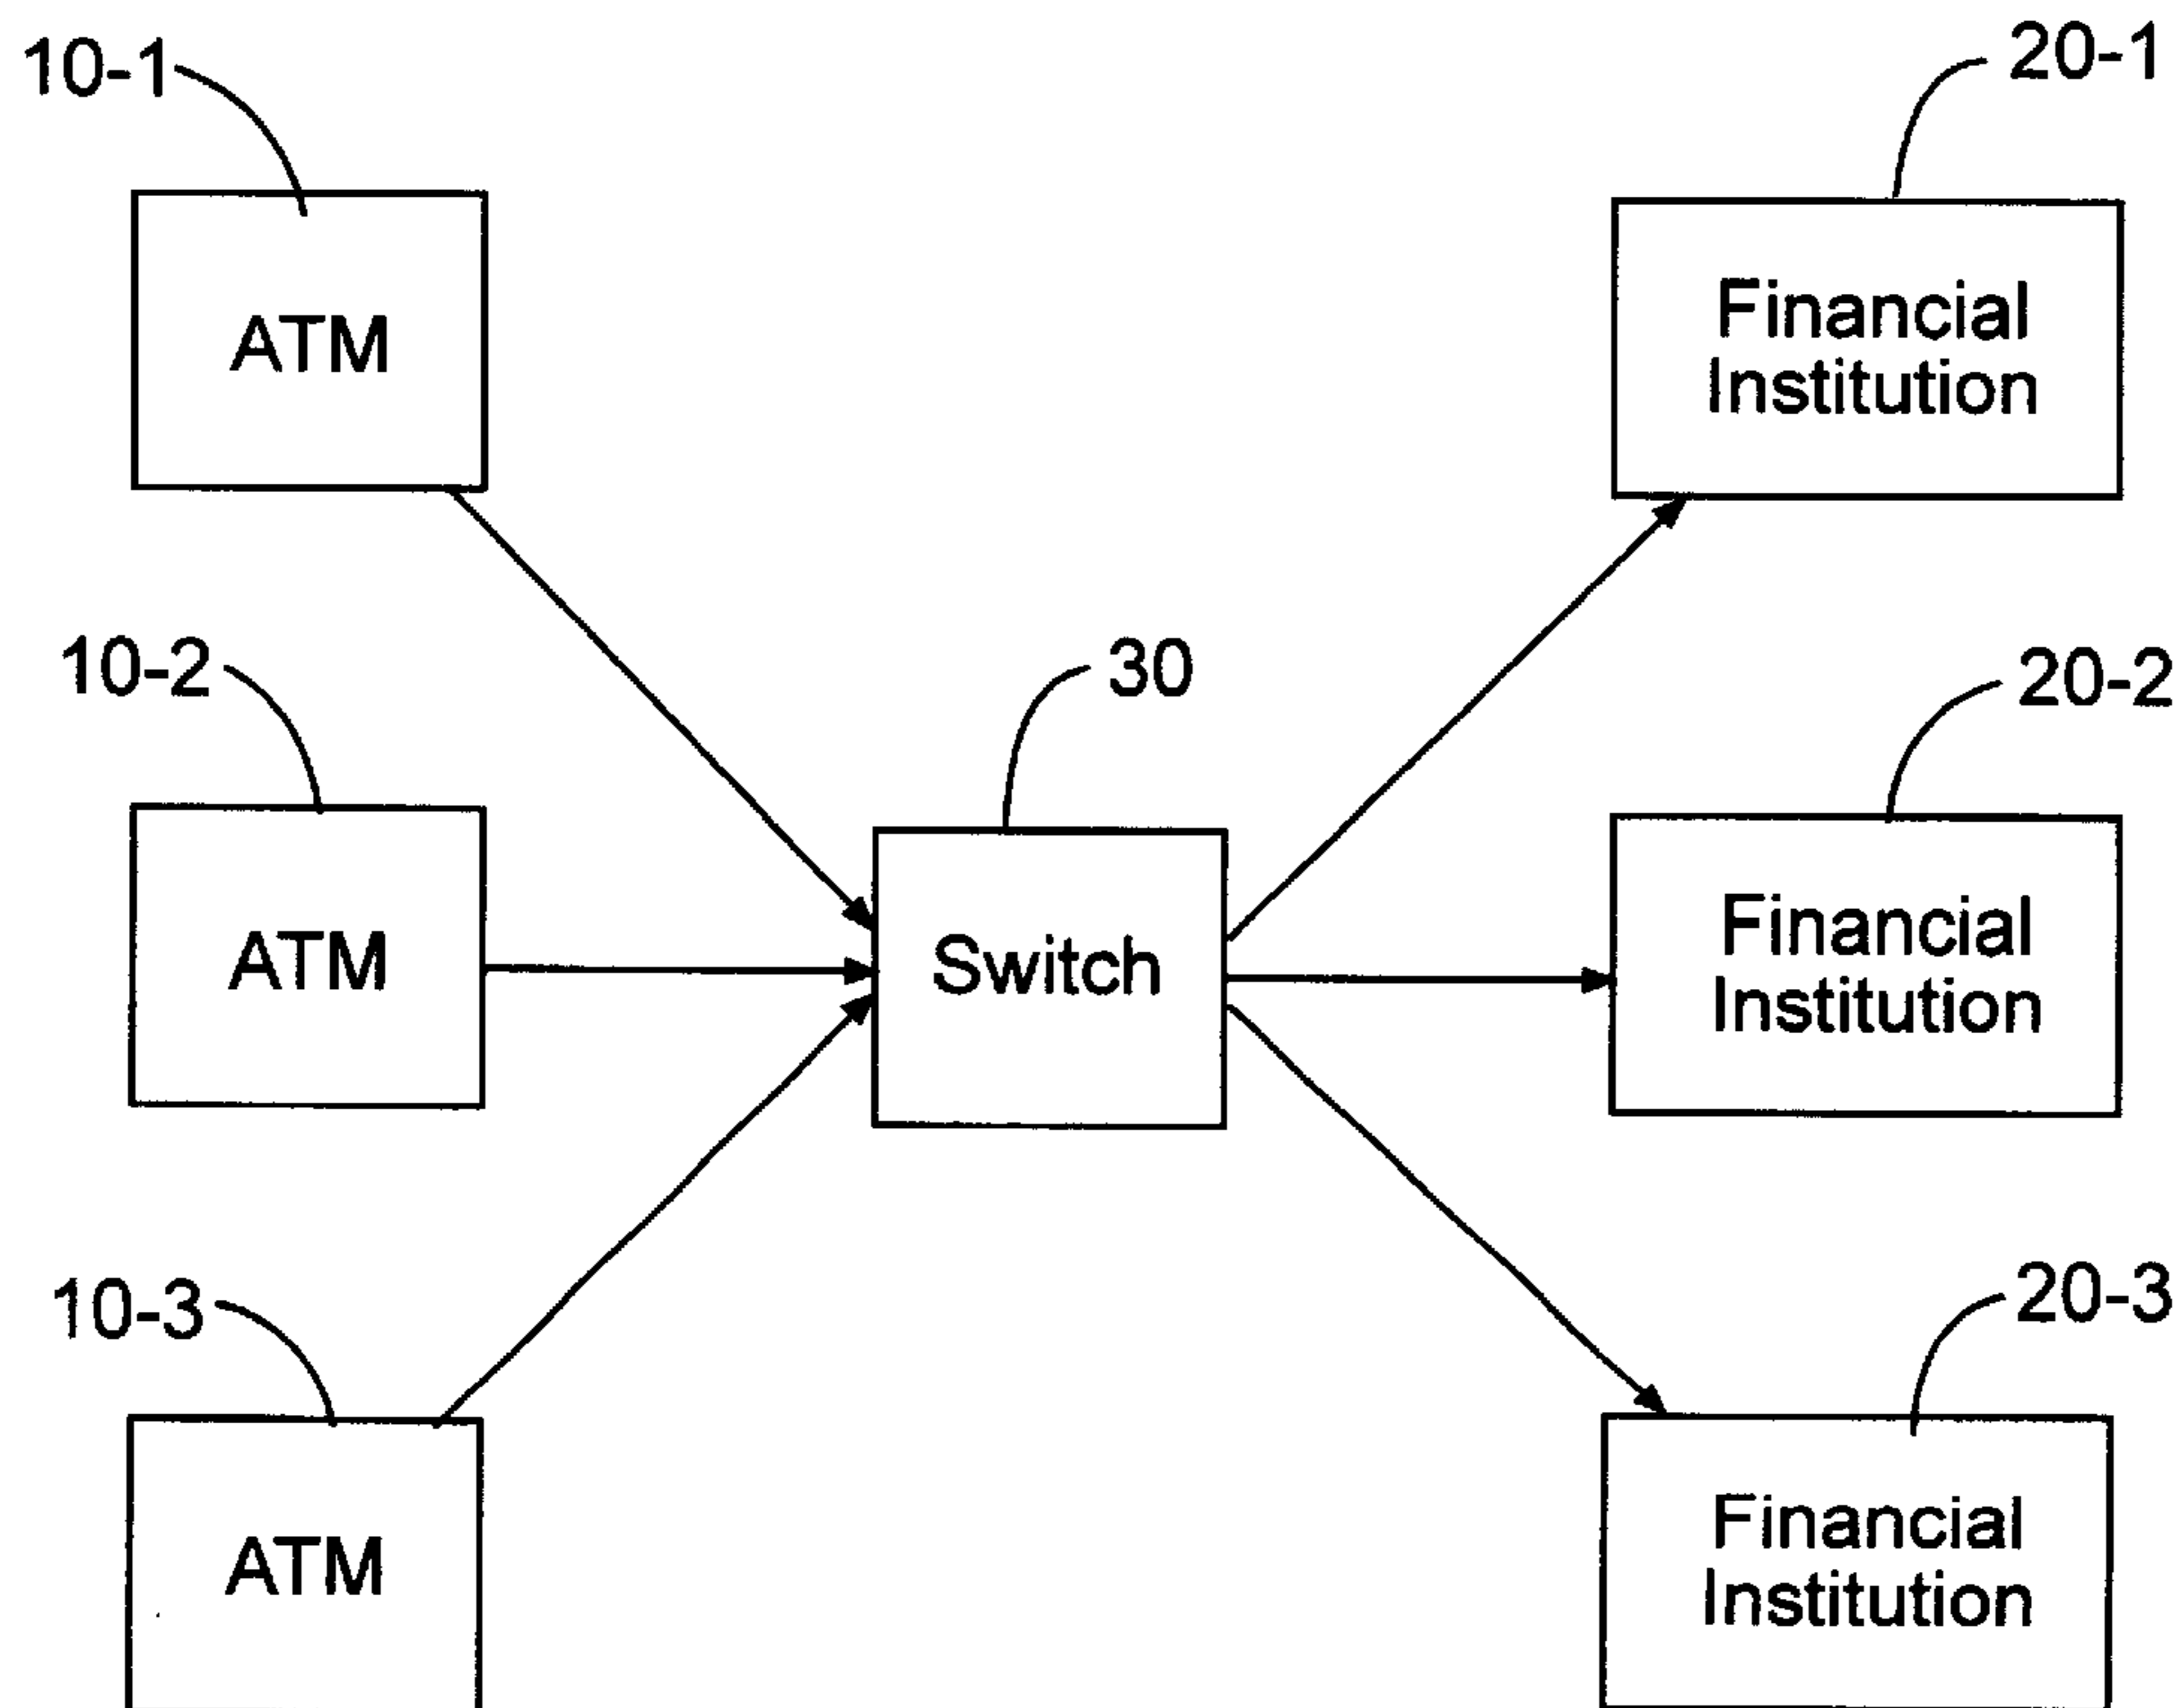 10-1
20-1
ATM
Financial
Institution
10-2
30
20-2
ATM
Switch
Financial
Institution
10-3
20-3
ATM
Financial
Institution